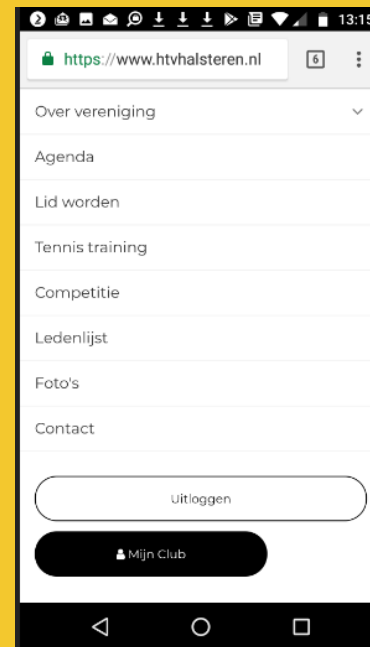 13:15
https://www.htvhalsteren.nl
6
Over vereniging
Agenda
Lid worden
Tennis training
Competitie
Ledenlijst
Foto's
Contact
Uitloggen
Mijn Club